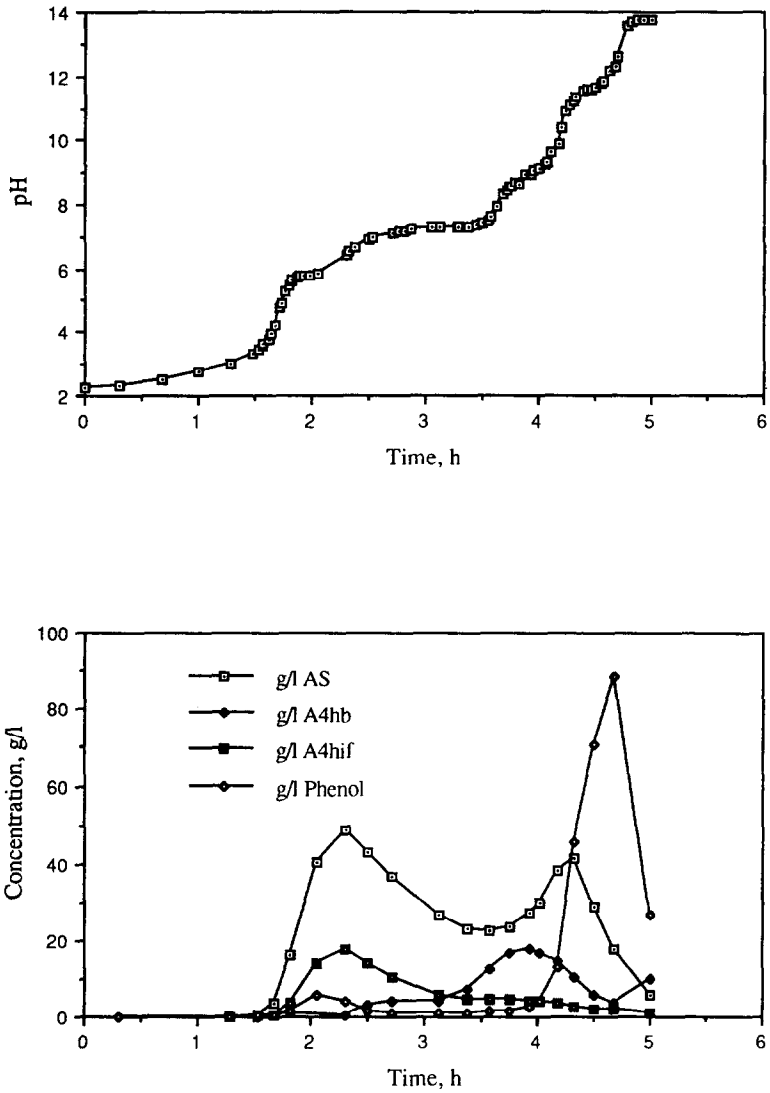 14
12
10
8
6
4
2
pH
0 1 2 3 4 5 6
Time, h
100
80
60
40
20
0
Concentration, g/l
g/l AS
g/l A4hb
g/l A4hif
g/l Phenol
0 1 2 3 4 5 6
Time, h